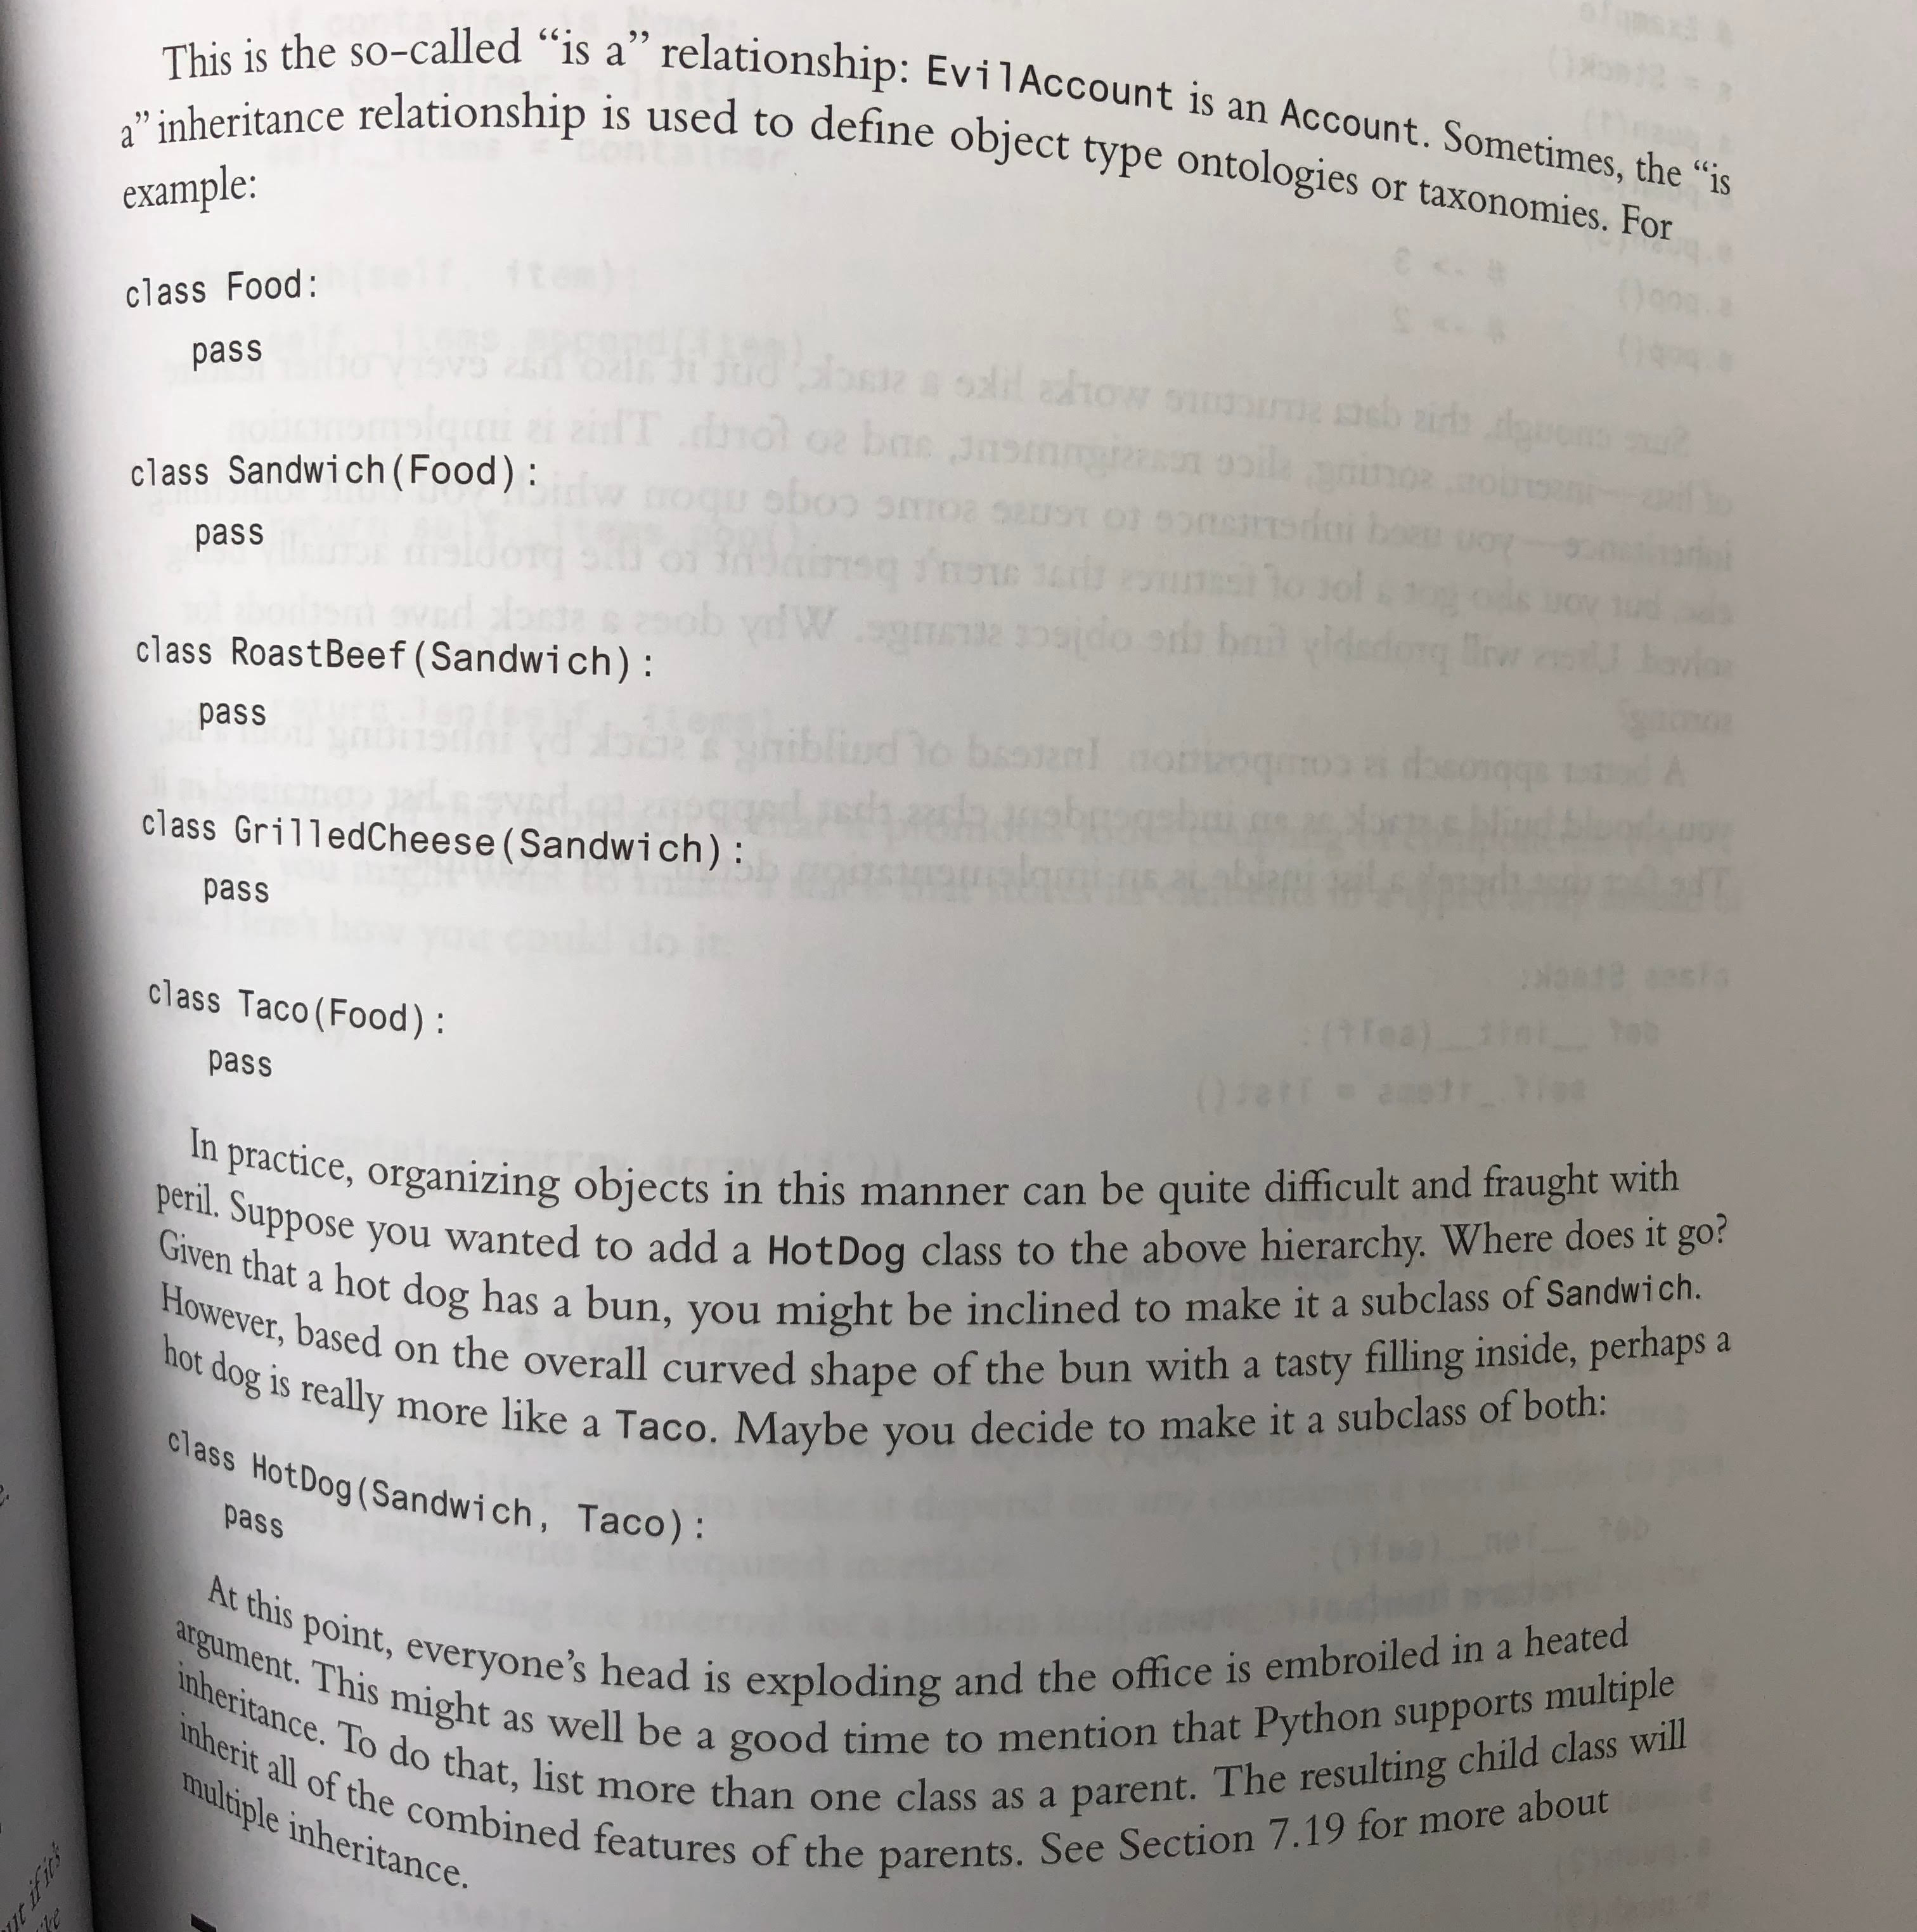 This is the so-called “is a” relationship: EvilAccount is an Account. Sometimes, the “is
a” inheritance relationship is used to define object type ontologies or taxonomies. For
example:
class Food:
    pass
class Sandwich(Food):
    pass
class RoastBeef(Sandwich):
    pass
class GrilledCheese(Sandwich):
    pass
class Taco(Food):
    pass
In practice, organizing objects in this manner can be quite difficult and fraught with
peril. Suppose you wanted to add a HotDog class to the above hierarchy. Where does it go?
Given that a hot dog has a bun, you might be inclined to make it a subclass of Sandwich.
However, based on the overall curved shape of the bun with a tasty filling inside, perhaps a
hot dog is really more like a Taco. Maybe you decide to make it a subclass of both:
class HotDog(Sandwich, Taco):
    pass
At this point, everyone’s head is exploding and the office is embroiled in a heated
argument. This might as well be a good time to mention that Python supports multiple
inheritance. To do that, list more than one class as a parent. The resulting child class will
inherit all of the combined features of the parents. See Section 7.19 for more about
multiple inheritance.